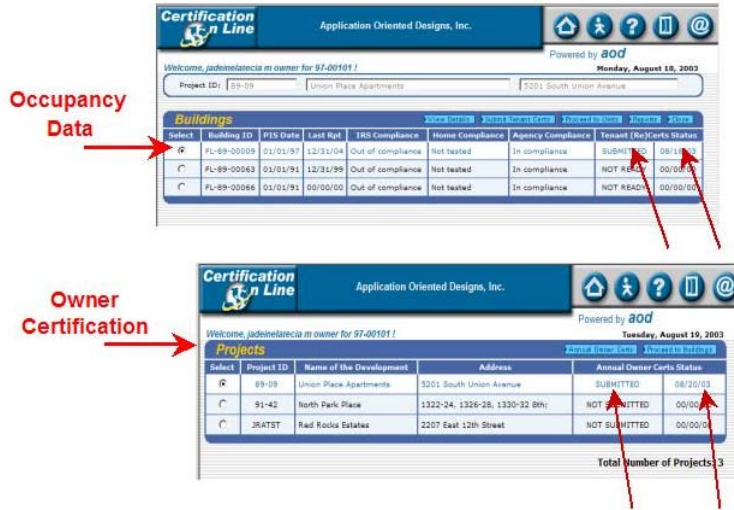 Certification
On Line
Application Oriented Designs, Inc.
Powered by aod
Welcome, jadeinelatecia m owner for 97-00101 !
Monday, August 18, 2003
Project ID: 89-09 Union Place Apartments 5201 South Union Avenue
Occupancy
Data
Buildings View Details Submit Tenant Certs Proceed to Units Reports Close
Select Building ID PIS Date Last Rpt IRS Compliance Home Compliance Agency Compliance Tenant (Re)Certs Status
FL-89-00009 01/01/97 12/31/04 Out of compliance Not tested In compliance SUBMITTED 08/18/03
FL-89-00063 01/01/91 12/31/99 Out of compliance Not tested In compliance NOT READY 00/00/00
FL-89-00066 01/01/91 00/00/00 Out of compliance Not tested In compliance NOT READY 00/00/00
Certification
On Line
Application Oriented Designs, Inc.
Owner
Certification
Powered by aod
Welcome, jadeinelatecia m owner for 97-00101 !
Tuesday, August 19, 2003
Projects Annual Owner Certs Proceed to Buildings
Select Project ID Name of the Development Address Annual Owner Certs Status
89-09 Union Place Apartments 5201 South Union Avenue SUBMITTED 08/20/03
91-42 North Park Place 1322-24, 1326-28, 1330-32 8th; NOT SUBMITTED 00/00/00
JRATST Red Rocks Estates 2207 East 12th Street NOT SUBMITTED 00/00/00
Total Number of Projects:3